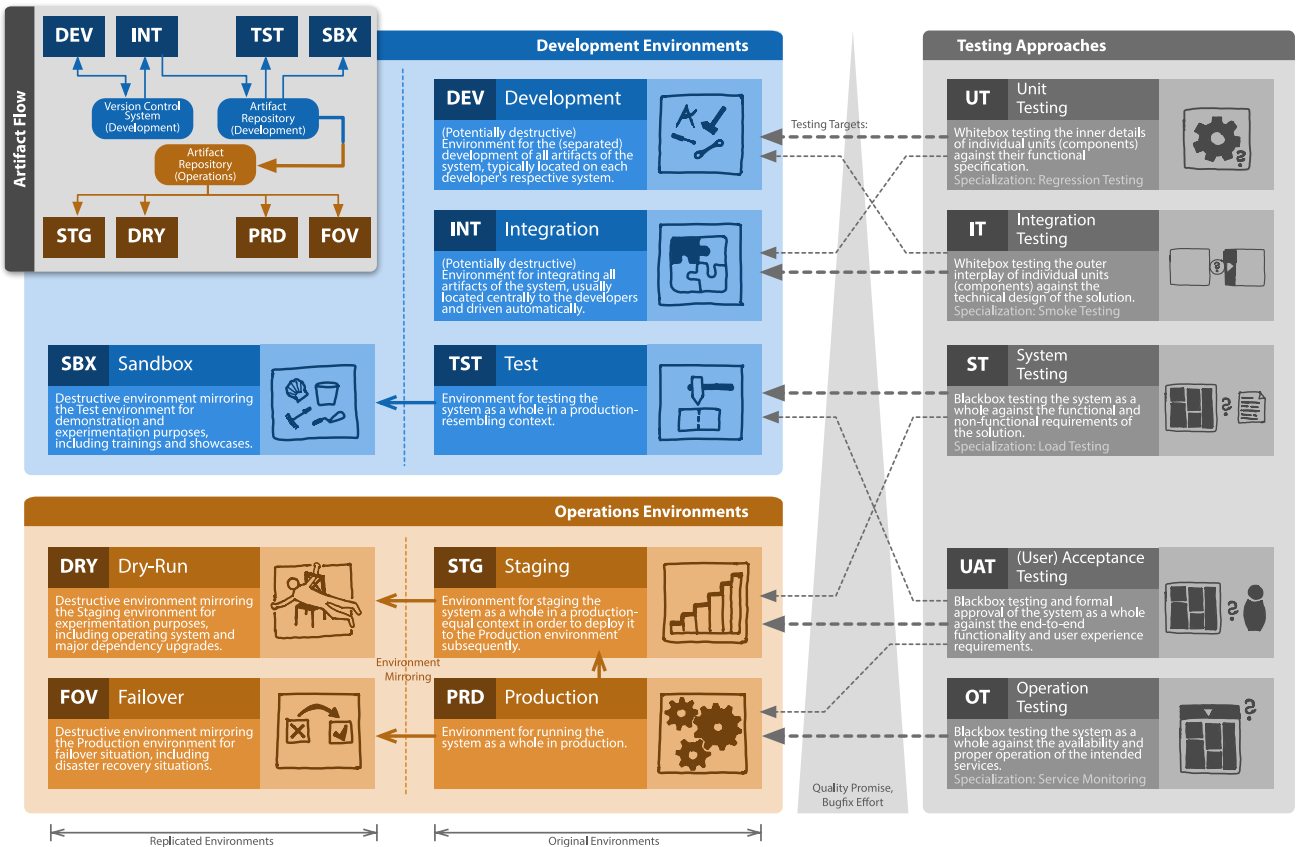 Artifact Flow
DEV
INT
TST
SBX
Version Control
System
(Development)
Artifact
Repository
(Development)
Artifact
Repository
(Operations)
STG
DRY
PRD
FOV
Development Environments
DEV Development
(Potentially destructive)
Environment for the (separated)
development of all artifacts of the
system, typically located on each
developer's respective system.
INT Integration
(Potentially destructive)
Environment for integrating all
artifacts of the system, usually
located centrally to the developers
and driven automatically.
SBX Sandbox
Destructive environment mirroring
the Test environment for
demonstration and
experimentation purposes,
including trainings and showcases.
TST Test
Environment for testing the
system as a whole in a production-
resembling context.
Operations Environments
DRY Dry-Run
Destructive environment mirroring
the Staging environment for
experimentation purposes,
including operating system and
major dependency upgrades.
STG Staging
Environment for staging the
system as a whole in a production-
equal context in order to deploy it
to the Production environment
subsequently.
Environment
Mirroring
FOV Failover
Destructive environment mirroring
the Production environment for
failover situation, including
disaster recovery situations.
PRD Production
Environment for running the
system as a whole in production.
Replicated Environments
Original Environments
Testing Targets:
Quality Promise,
Bugfix Effort
Testing Approaches
UT
Unit
Testing
Whitebox testing the inner details
of individual units (components)
against their functional
specification.
Specialization: Regression Testing
IT
Integration
Testing
Whitebox testing the outer
interplay of individual units
(components) against the
technical design of the solution.
Specialization: Smoke Testing
ST
System
Testing
Blackbox testing the system as a
whole against the functional and
non-functional requirements of
the solution.
Specialization: Load Testing
UAT
(User) Acceptance
Testing
Blackbox testing and formal
approval of the system as a whole
against the end-to-end
functionality and user experience
requirements.
OT
Operation
Testing
Blackbox testing the system as a
whole against the availability and
proper operation of the intended
services.
Specialization: Service Monitoring